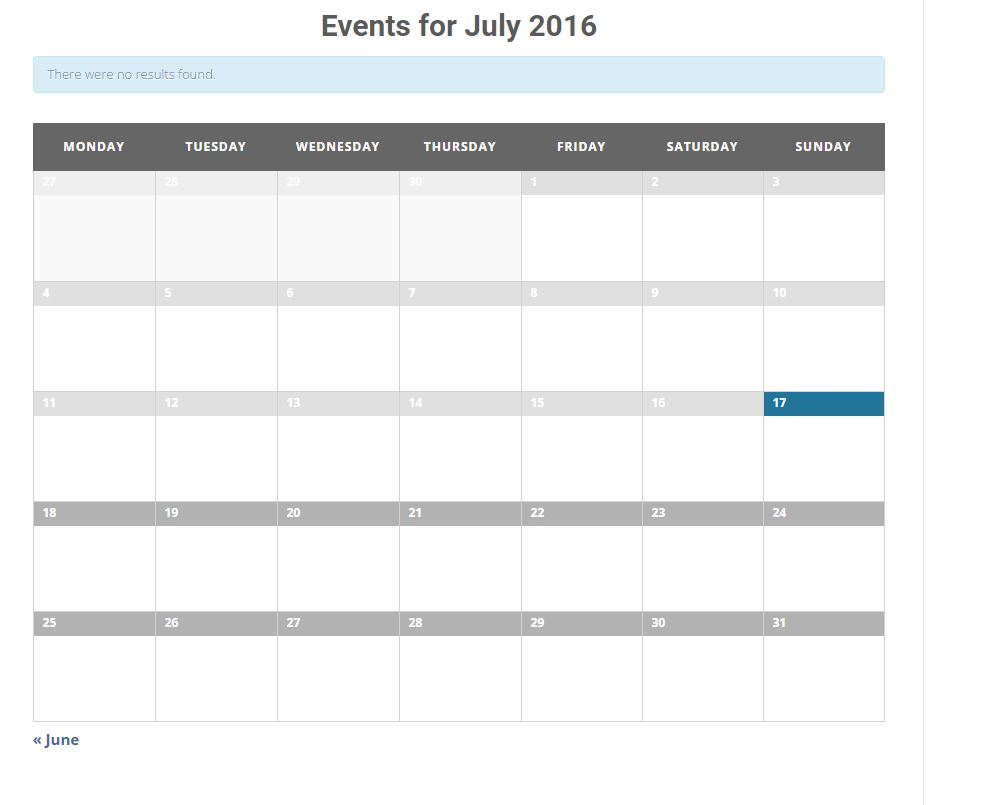 Events for July 2016
There were no results found.
MONDAY TUESDAY WEDNESDAY THURSDAY FRIDAY SATURDAY SUNDAY
27 28 29 30 1 2 3
4 5 6 7 8 9 10
11 12 13 14 15 16 17
18 19 20 21 22 23 24
25 26 27 28 29 30 31
« June